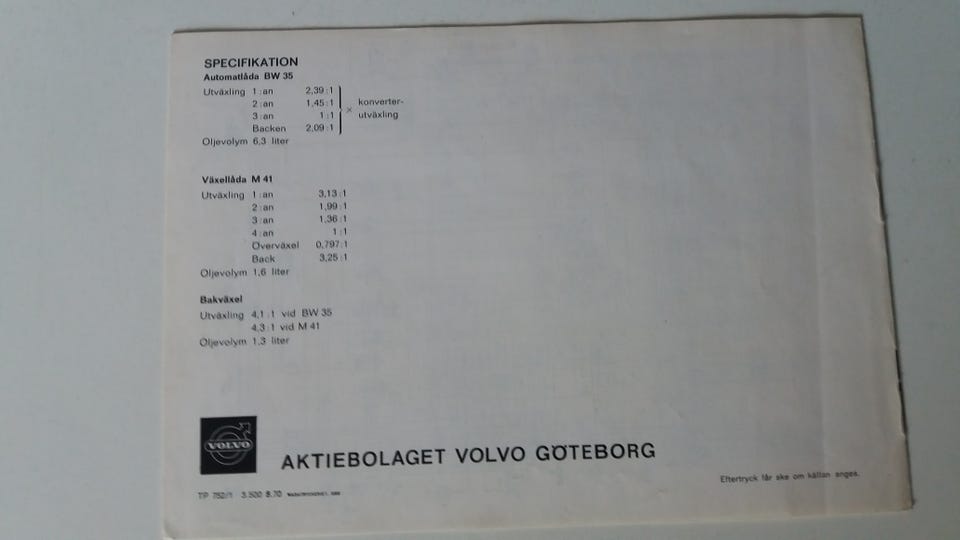 SPECIFIKATION
Automatlåda BW 35
Utväxling 1:an 2,39:1
2:an 1,45:1
3:an 1:1
Backen 2,09:1
× konverter-
utväxling
Oljevolym 6,3 liter
Växellåda M 41
Utväxling 1:an 3,13:1
2:an 1,99:1
3:an 1,36:1
4:an 1:1
Överväxel 0,797:1
Back 3,25:1
Oljevolym 1,6 liter
Bakväxel
Utväxling 4,1:1 vid BW 35
4,3:1 vid M 41
Oljevolym 1,3 liter
VOLVO
AKTIEBOLAGET VOLVO GÖTEBORG
Eftertryck får ske om källan anges.
TP 752/1 3.500 8.70